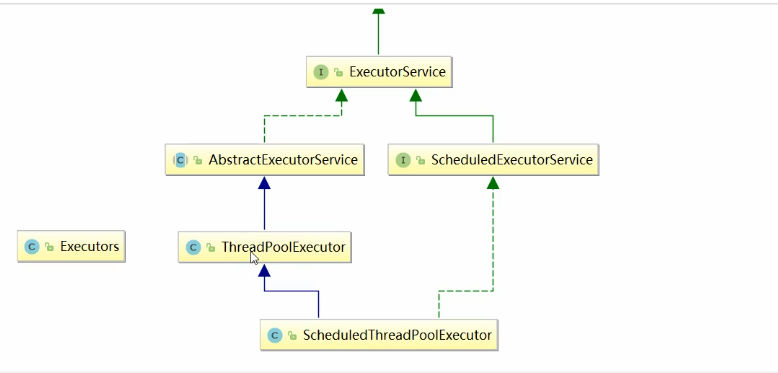 I ExecutorService
C AbstractExecutorService
I ScheduledExecutorService
C Executors
C ThreadPoolExecutor
C ScheduledThreadPoolExecutor